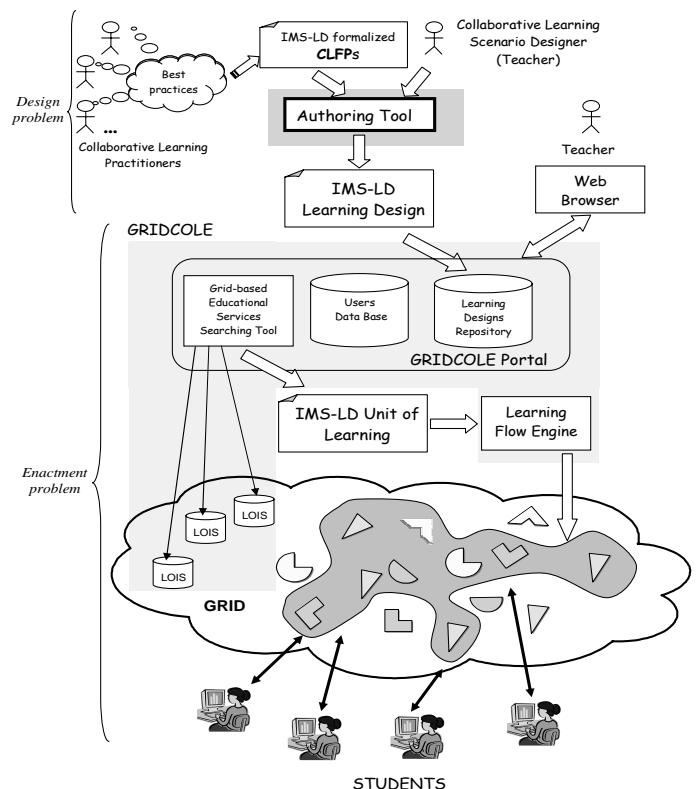 IMS-LD formalized
CLFPs
Collaborative Learning
Scenario Designer
(Teacher)
Best
practices
Design
problem
...
Collaborative Learning
Practitioners
Authoring Tool
Teacher
IMS-LD
Learning Design
Web
Browser
GRIDCOLE
Grid-based
Educational
Services
Searching Tool
Users
Data Base
Learning
Designs
Repository
GRIDCOLE Portal
IMS-LD Unit of
Learning
Learning
Flow Engine
Enactment
problem
LOIS
LOIS
LOIS
GRID
STUDENTS